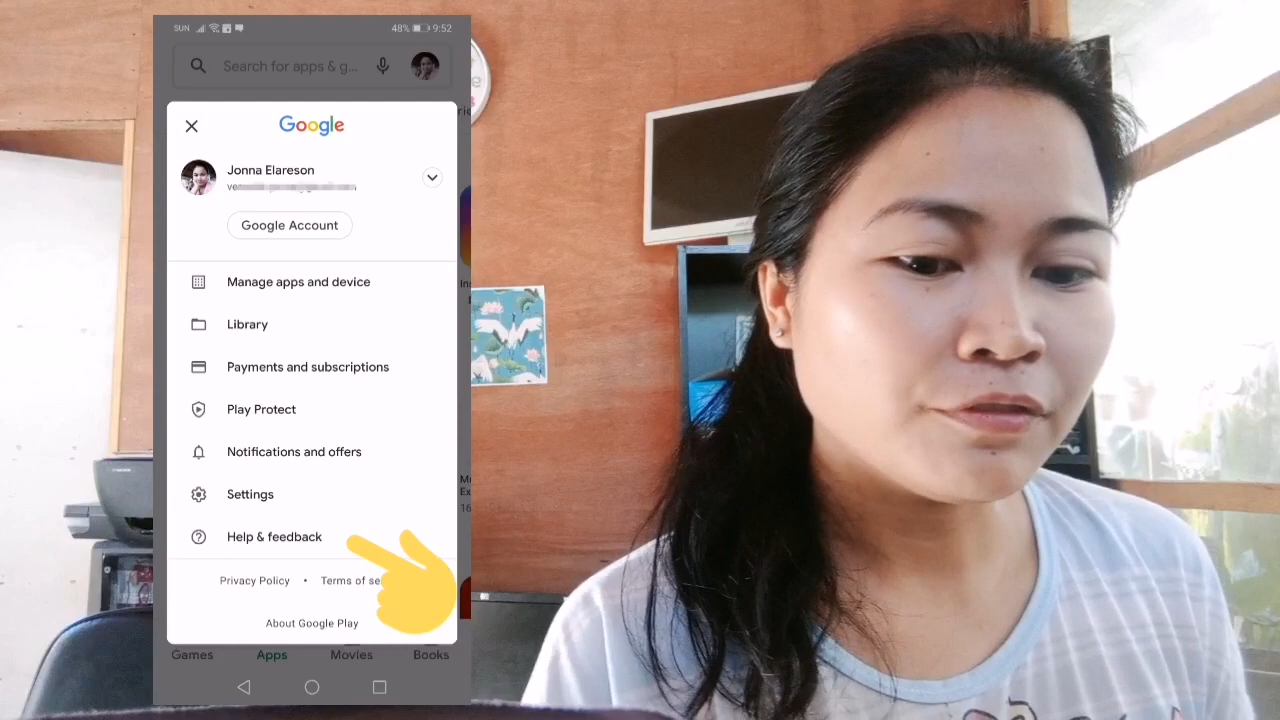 SUN
48%
9:52
Search for apps & g...
Google
Jonna Elareson
Google Account
Manage apps and device
Library
Payments and subscriptions
Play Protect
Notifications and offers
Settings
Help & feedback
Privacy Policy • Terms of se
About Google Play
Games Apps Movies Books